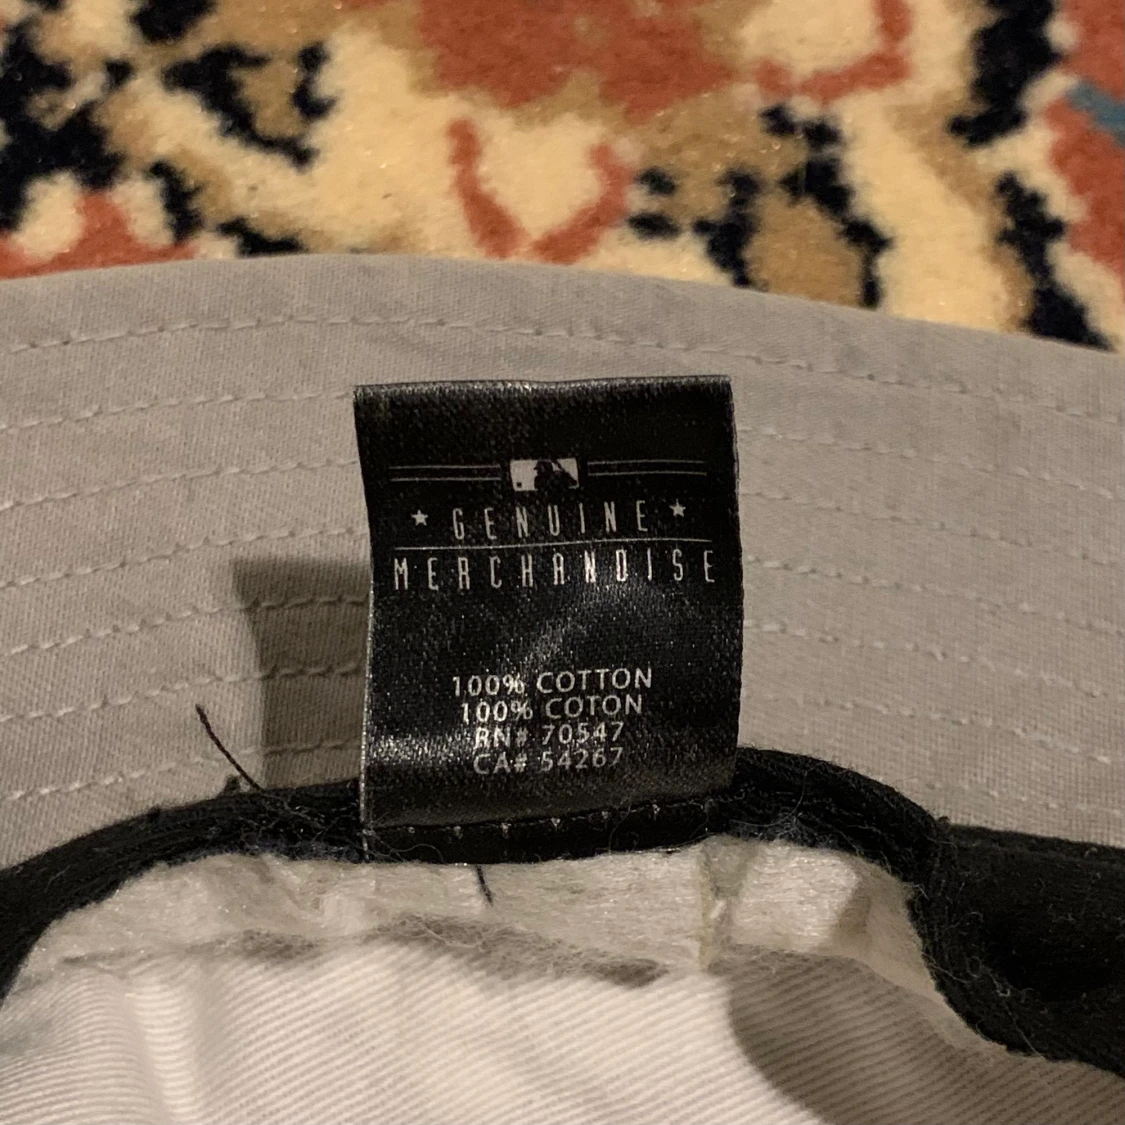 ★ GENUINE ★
MERCHANDISE
100% COTTON
100% COTON
RN# 70547
CA# 54267